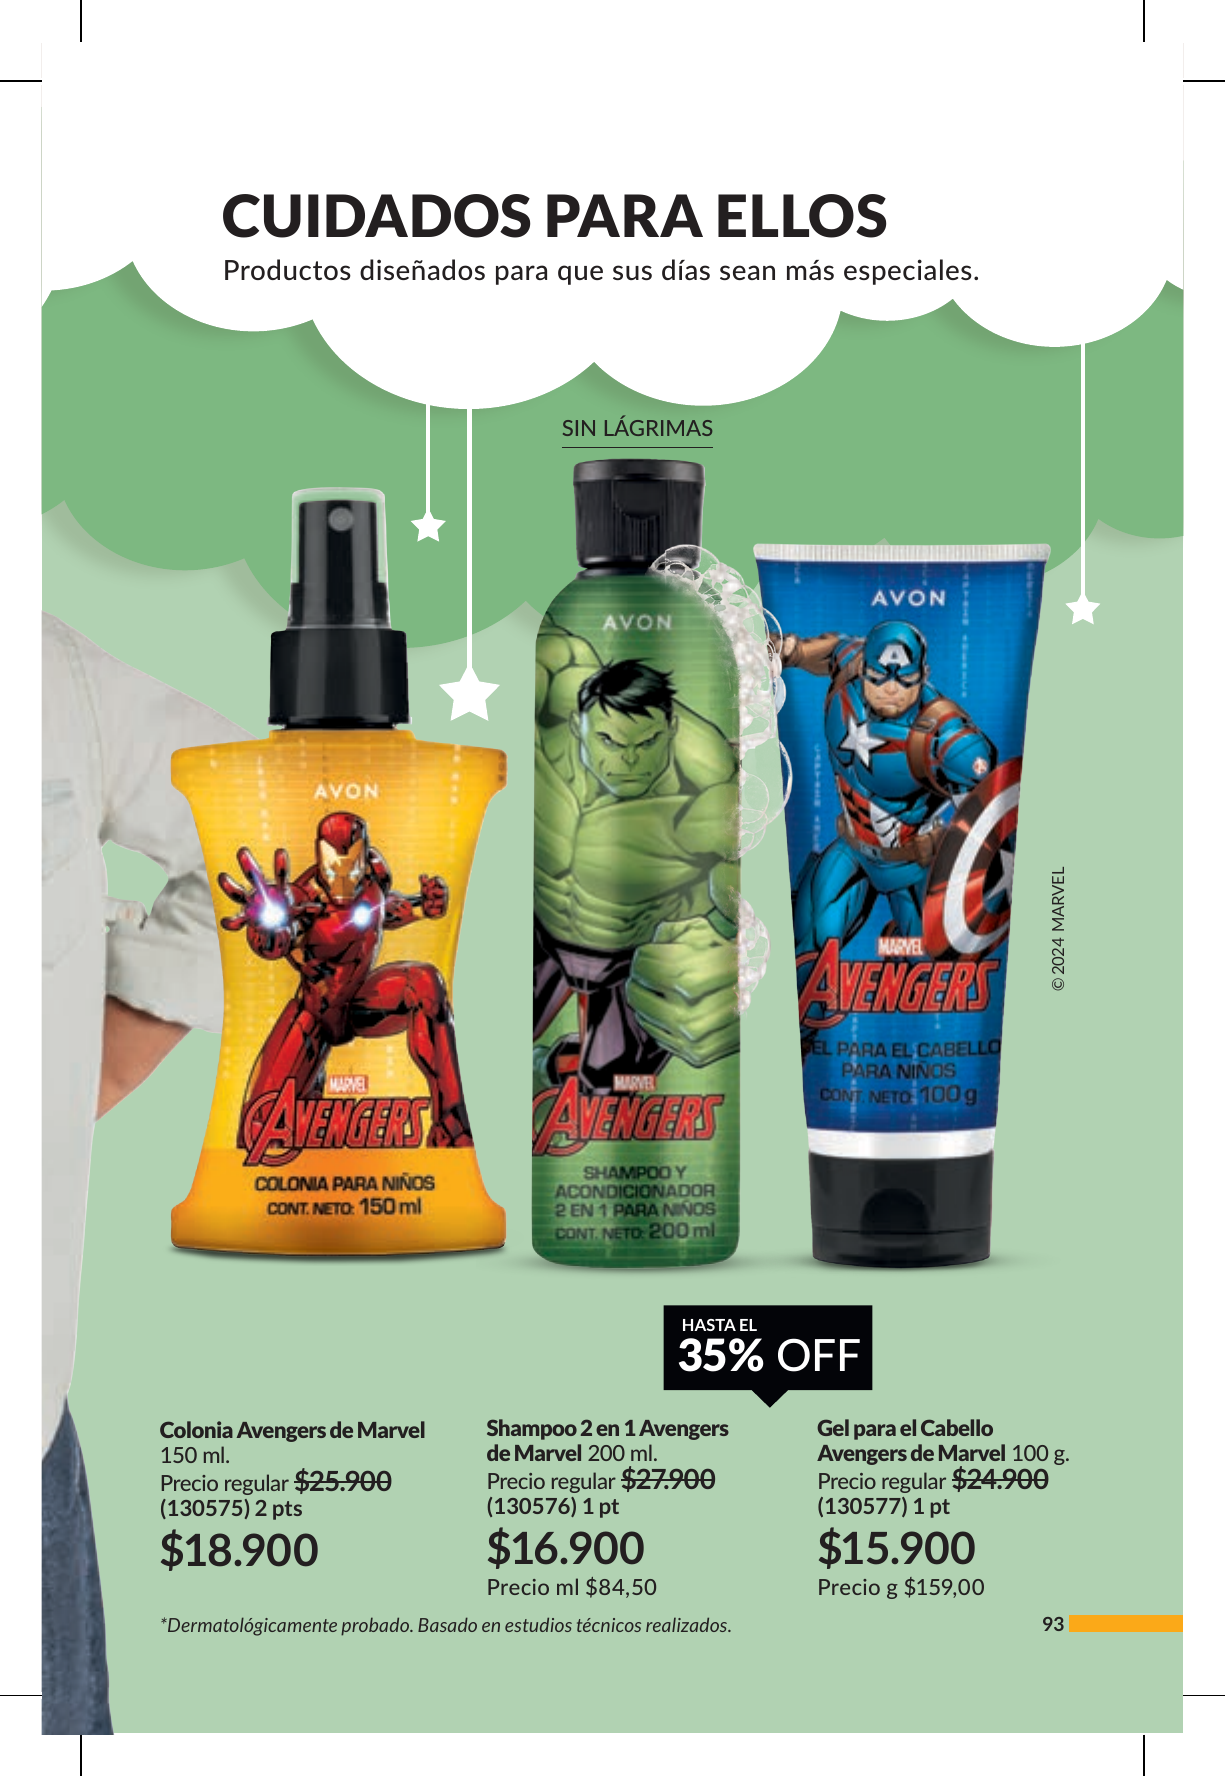 CUIDADOS PARA ELLOS
Productos diseñados para que sus días sean más especiales.
SIN LÁGRIMAS
AVON
MARVEL
AVENGERS
COLONIA PARA NIÑOS
CONT. NETO: 150 ml
AVON
MARVEL
AVENGERS
SHAMPOO Y
ACONDICIONADOR
2 EN 1 PARA NIÑOS
CONT. NETO: 200 ml
AVON
A
MARVEL
AVENGERS
EL PARA EL CABELLO
PARA NIÑOS
CONT. NETO: 100 g
© 2024 MARVEL
HASTA EL
35% OFF
Colonia Avengers de Marvel
150 ml.
Precio regular $25.900
(130575) 2 pts
$18.900
Shampoo 2 en 1 Avengers
de Marvel 200 ml.
Precio regular $27.900
(130576) 1 pt
$16.900
Precio ml $84,50
Gel para el Cabello
Avengers de Marvel 100 g.
Precio regular $24.900
(130577) 1 pt
$15.900
Precio g $159,00
*Dermatológicamente probado. Basado en estudios técnicos realizados.
93